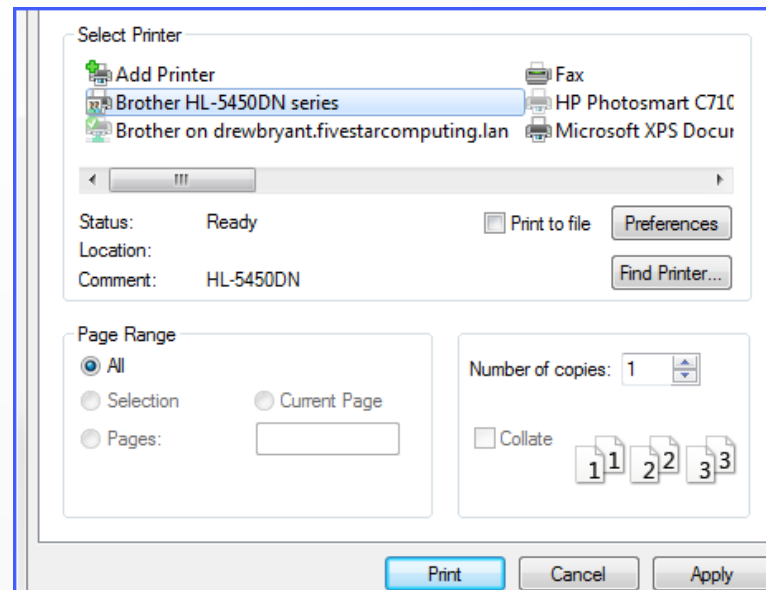 Select Printer
Add Printer
Fax
Brother HL-5450DN series
HP Photosmart C710
Brother on drewbryant.fivestarcomputing.lan
Microsoft XPS Docur
Status: Ready
Print to file
Preferences
Location:
Comment: HL-5450DN
Find Printer...
Page Range
All
Selection
Current Page
Pages:
Number of copies: 1
Collate
1 1 2 2 3 3
Print
Cancel
Apply